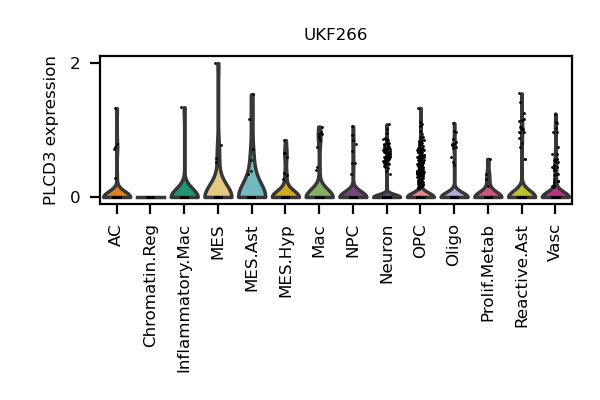 UKF266
PLCD3 expression
2
0
AC
Chromatin.Reg
Inflammatory.Mac
MES
MES.Ast
MES.Hyp
Mac
NPC
Neuron
OPC
Oligo
Prolif.Metab
Reactive.Ast
Vasc